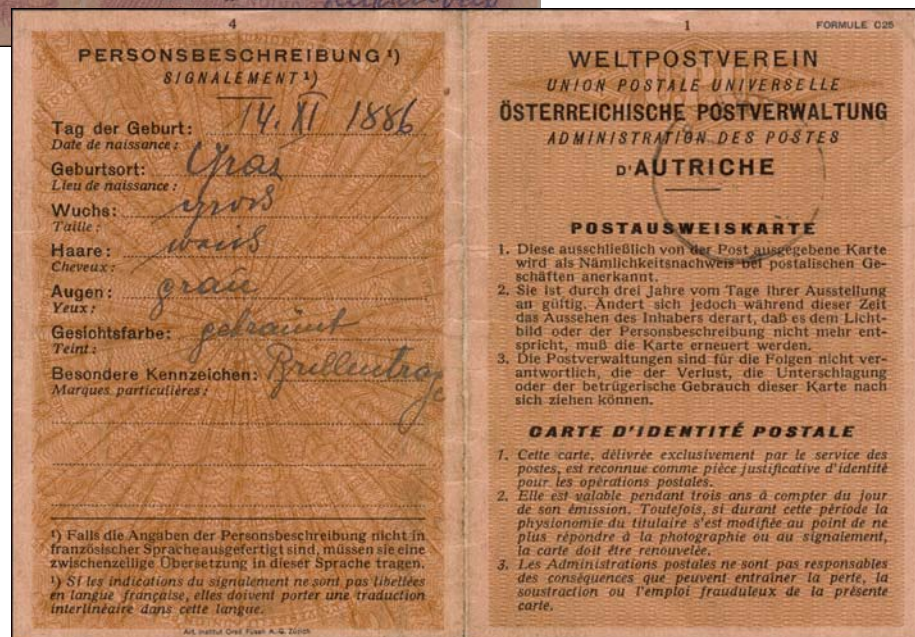 4
PERSONSBESCHREIBUNG ¹)
SIGNALEMENT ¹)
Tag der Geburt: 14. XI 1886
Date de naissance :
Geburtsort: Graz
Lieu de naissance :
Wuchs: groß
Taille :
Haare: weiß
Cheveux :
Augen: grau
Yeux :
Gesichtsfarbe: gebräunt
Teint :
Besondere Kennzeichen: Brillenträger
Marques particulières :
¹) Falls die Angaben der Personsbeschreibung nicht in
französischer Sprache ausgefertigt sind, müssen sie eine
zwischenzeilige Übersetzung in dieser Sprache tragen.
¹) Si les indications du signalement ne sont pas libellées
en langue française, elles doivent porter une traduction
interlinéaire dans cette langue.
Art. Institut Orell Füssli A.-G. Zürich
1
FORMULE C25
WELTPOSTVEREIN
UNION POSTALE UNIVERSELLE
ÖSTERREICHISCHE POSTVERWALTUNG
ADMINISTRATION DES POSTES
D'AUTRICHE
POSTAUSWEISKARTE
1. Diese ausschließlich von der Post ausgegebene Karte
wird als Nämlichkeitsnachweis bei postalischen Ge-
schäften anerkannt.
2. Sie ist durch drei Jahre vom Tage ihrer Ausstellung
an gültig. Ändert sich jedoch während dieser Zeit
das Aussehen des Inhabers derart, daß es dem Licht-
bild oder der Personsbeschreibung nicht mehr ent-
spricht, muß die Karte erneuert werden.
3. Die Postverwaltungen sind für die Folgen nicht ver-
antwortlich, die der Verlust, die Unterschlagung
oder der betrügerische Gebrauch dieser Karte nach
sich ziehen können.
CARTE D'IDENTITÉ POSTALE
1. Cette carte, délivrée exclusivement par le service des
postes, est reconnue comme pièce justificative d'identité
pour les opérations postales.
2. Elle est valable pendant trois ans à compter du jour
de son émission. Toutefois, si durant cette période la
physionomie du titulaire s'est modifiée au point de ne
plus répondre à la photographie ou au signalement,
la carte doit être renouvelée.
3. Les Administrations postales ne sont pas responsables
des conséquences que peuvent entraîner la perte, la
soustraction ou l'emploi frauduleux de la présente
carte.